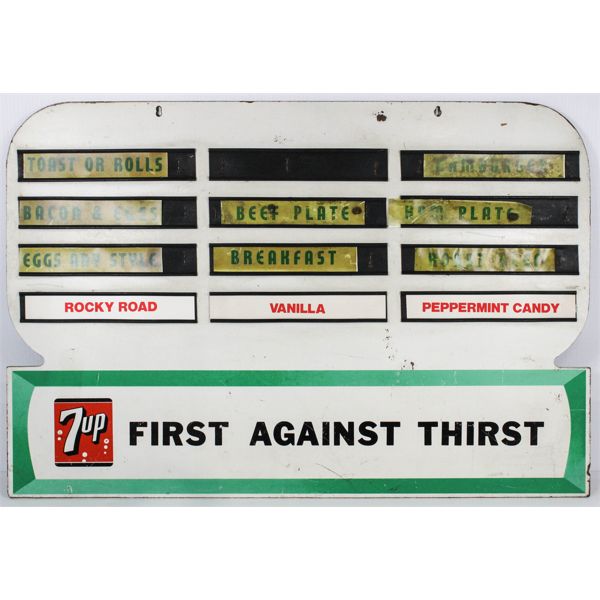 TOAST OR ROLLS
HAMBURGER
BACON & EGGS
BEEF PLATE
HAM PLATE
EGGS ANY STYLE
BREAKFAST
ROCKY ROAD
VANILLA
PEPPERMINT CANDY
7up FIRST AGAINST THIRST